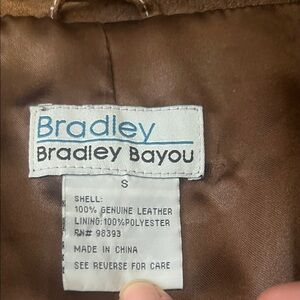 Bradley
Bradley Bayou
S
SHELL:
100% GENUINE LEATHER
LINING:100%POLYESTER
RN# 98393
MADE IN CHINA
SEE REVERSE FOR CARE